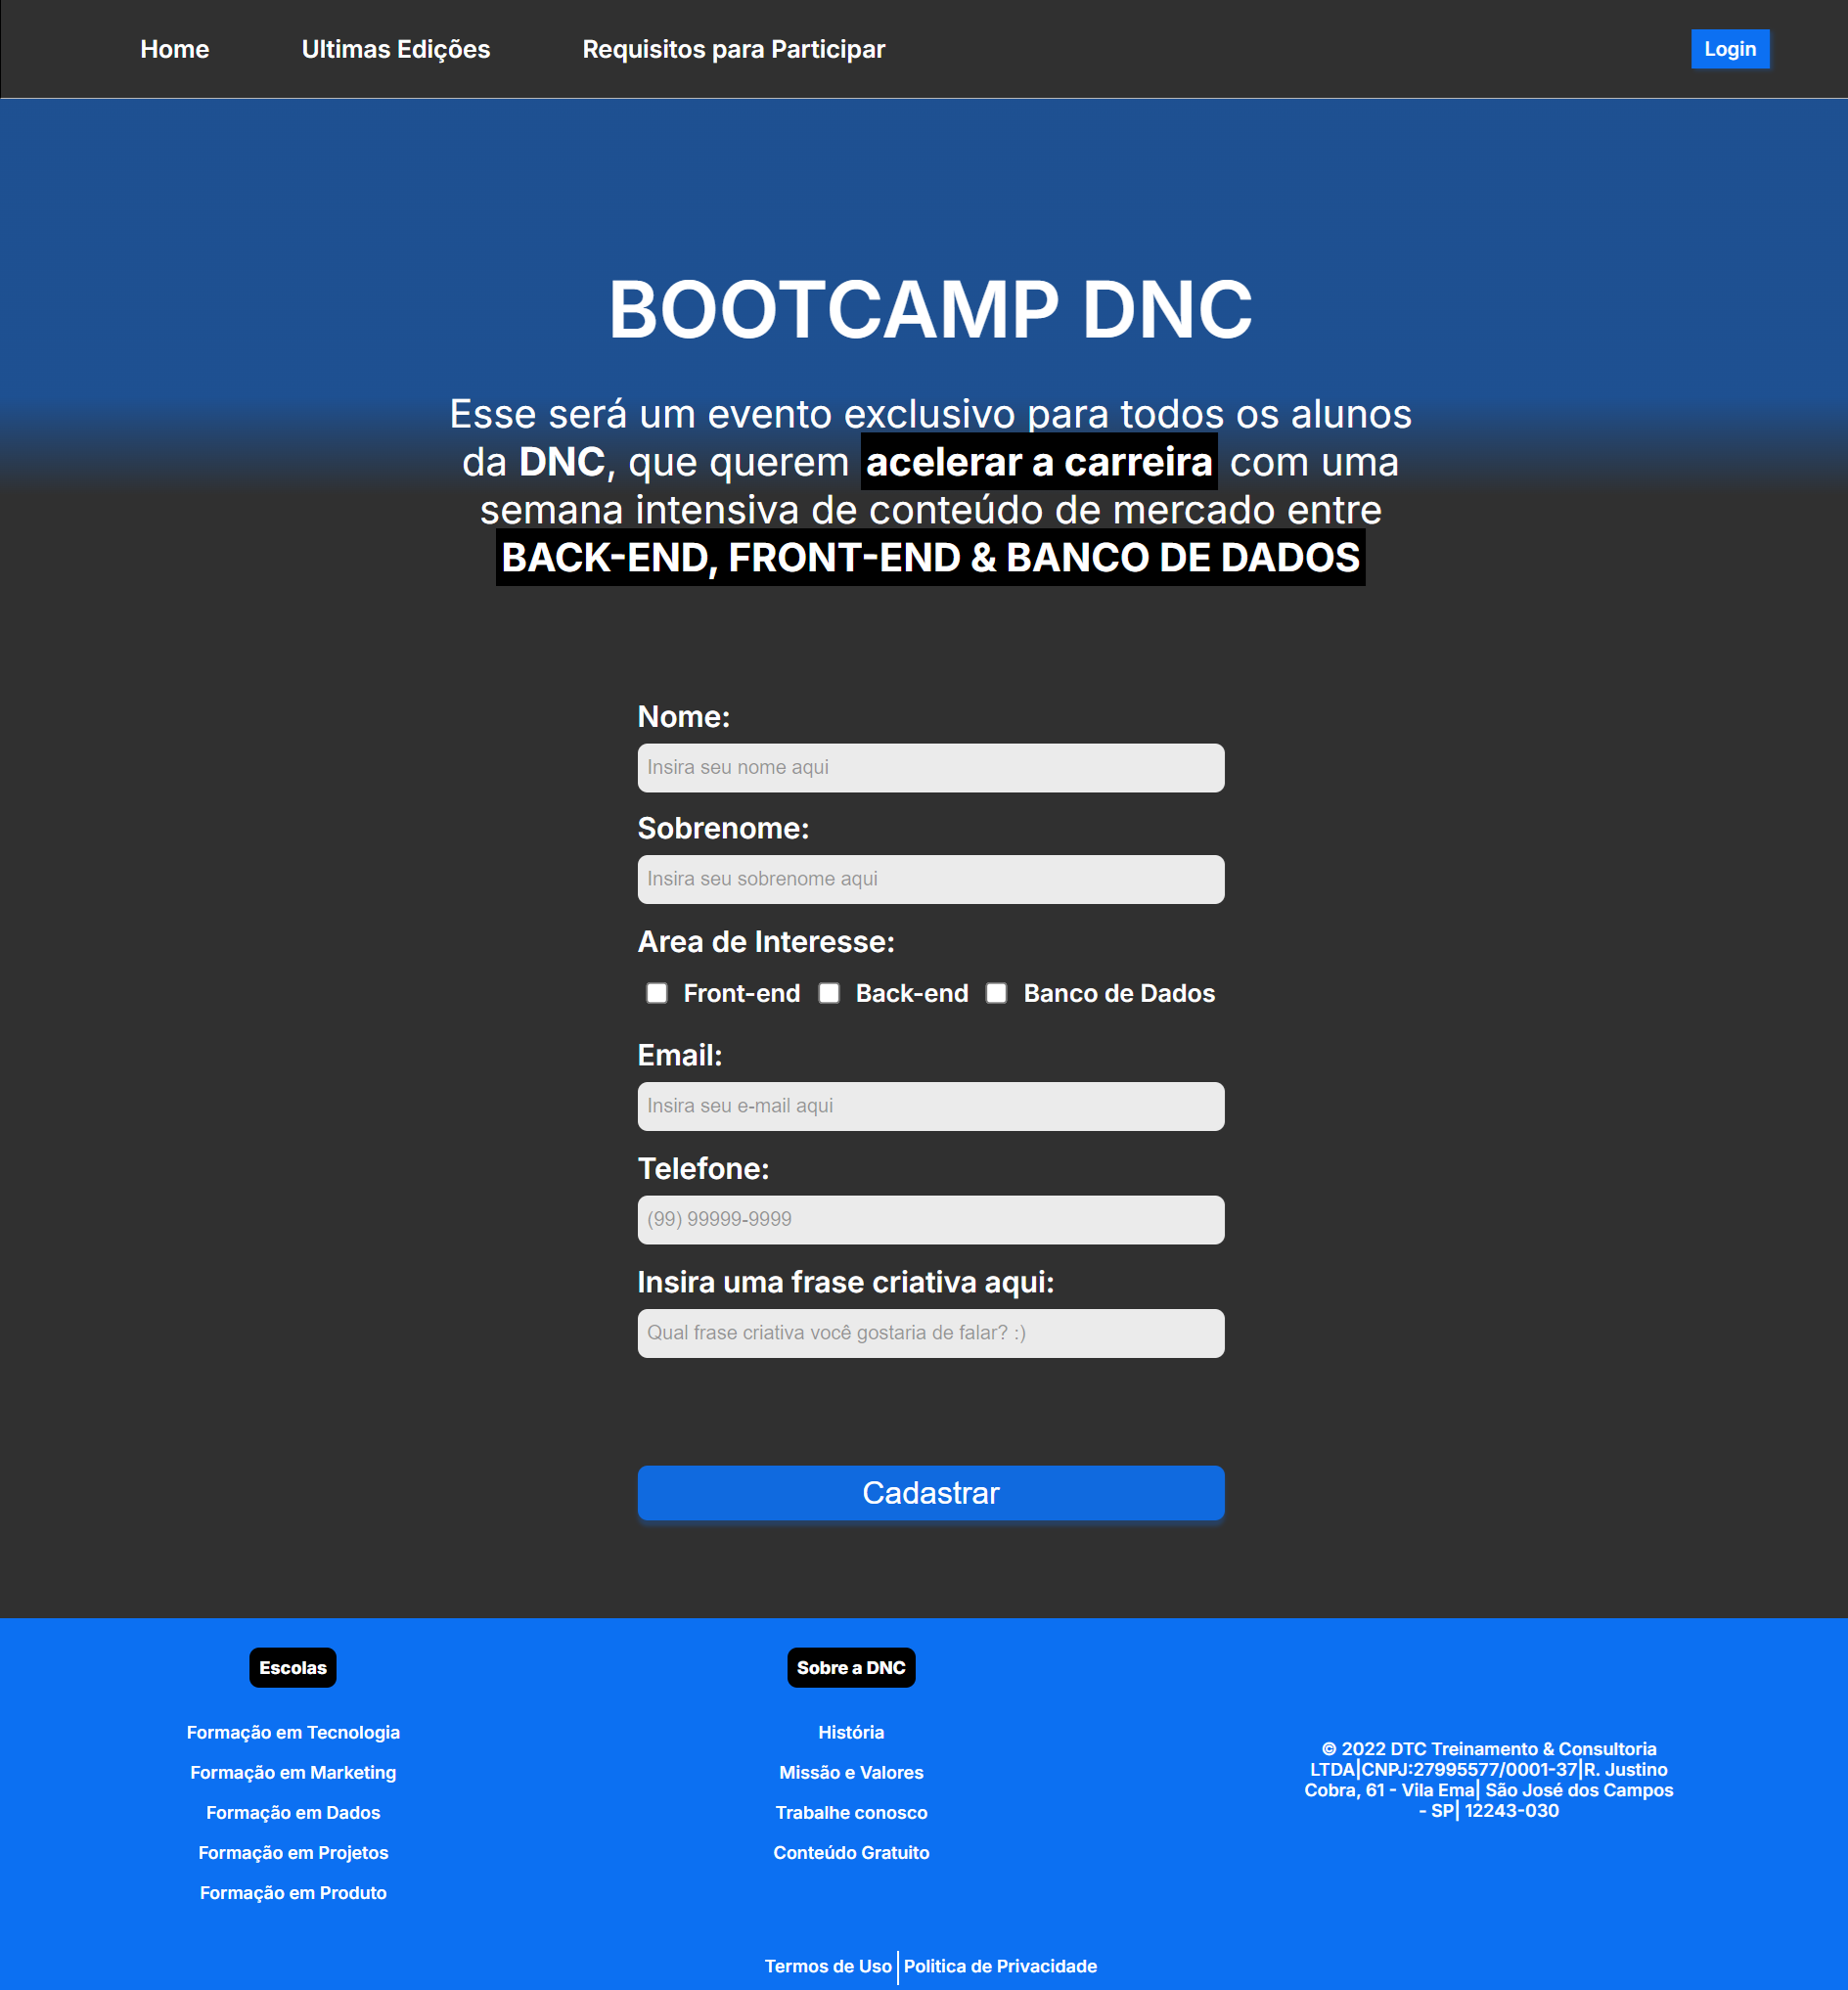 Home Ultimas Edições Requisitos para Participar Login
BOOTCAMP DNC
Esse será um evento exclusivo para todos os alunos
da DNC, que querem acelerar a carreira com uma
semana intensiva de conteúdo de mercado entre
BACK-END, FRONT-END & BANCO DE DADOS
Nome:
Insira seu nome aqui
Sobrenome:
Insira seu sobrenome aqui
Area de Interesse:
Front-end Back-end Banco de Dados
Email:
Insira seu e-mail aqui
Telefone:
(99) 99999-9999
Insira uma frase criativa aqui:
Qual frase criativa você gostaria de falar? :)
Cadastrar
Escolas
Formação em Tecnologia
Formação em Marketing
Formação em Dados
Formação em Projetos
Formação em Produto
Sobre a DNC
História
Missão e Valores
Trabalhe conosco
Conteúdo Gratuito
© 2022 DTC Treinamento & Consultoria
LTDA|CNPJ:27995577/0001-37|R. Justino
Cobra, 61 - Vila Ema| São José dos Campos
- SP| 12243-030
Termos de Uso | Politica de Privacidade